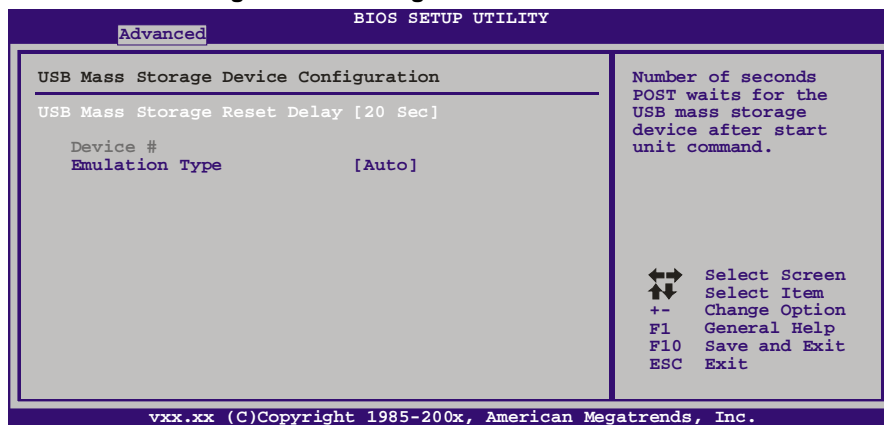 BIOS SETUP UTILITY
Advanced
USB Mass Storage Device Configuration
USB Mass Storage Reset Delay [20 Sec]
Device #
Emulation Type [Auto]
Number of seconds
POST waits for the
USB mass storage
device after start
unit command.
Select Screen
Select Item
+- Change Option
F1 General Help
F10 Save and Exit
ESC Exit
vxx.xx (C)Copyright 1985-200x, American Megatrends, Inc.